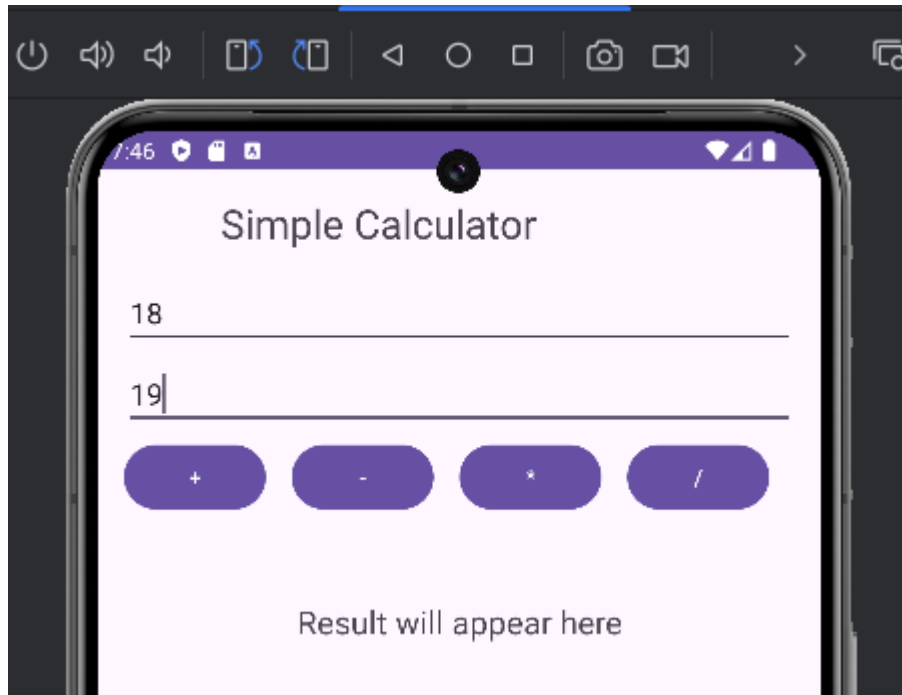 7:46
Simple Calculator
18
19
+ - * /
Result will appear here